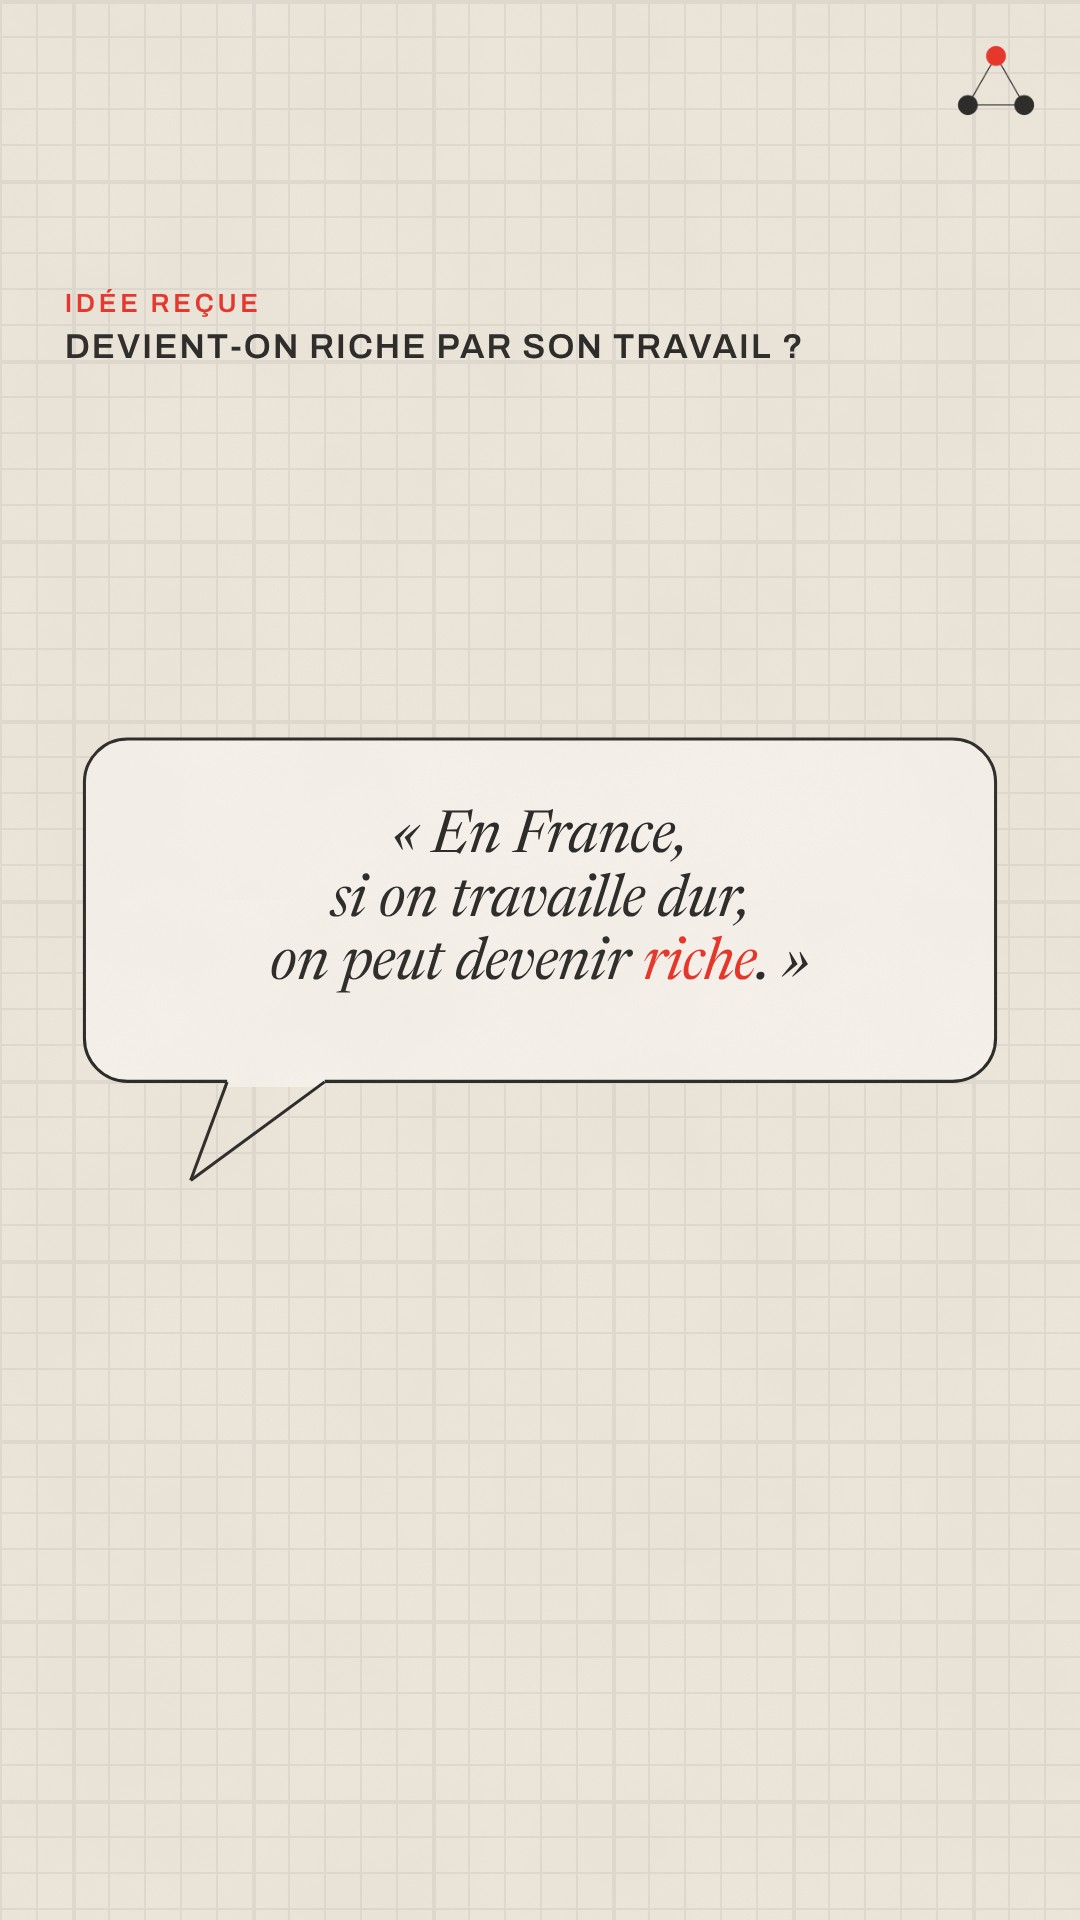 IDÉE REÇUE
DEVIENT-ON RICHE PAR SON TRAVAIL ?
« En France,
si on travaille dur,
on peut devenir riche. »